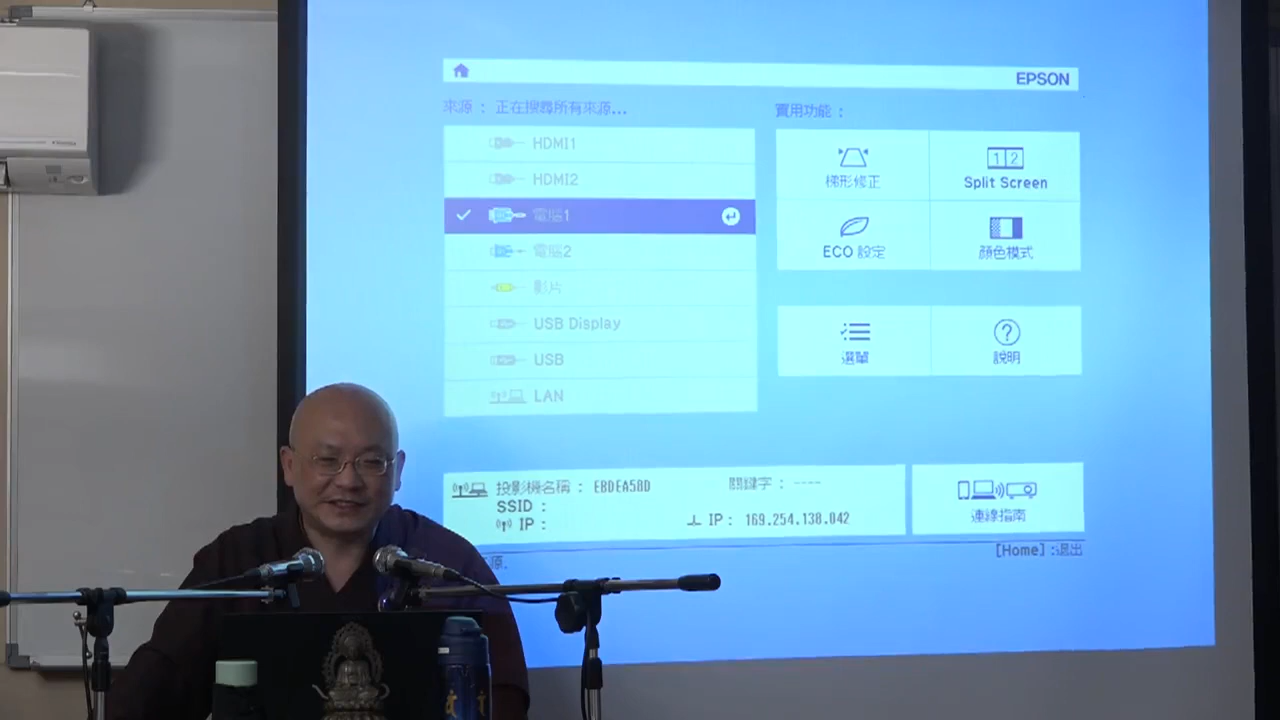 EPSON
來源 : 正在搜尋所有來源...
實用功能 :
HDMI1
HDMI2
電腦1
電腦2
影片
USB Display
USB
LAN
梯形修正
Split Screen
ECO 設定
顏色模式
選單
說明
投影機名稱 : EBDEA58D
關鍵字 : ----
SSID :
IP :
IP : 169.254.138.042
連線指南
源.
[Home] :退出